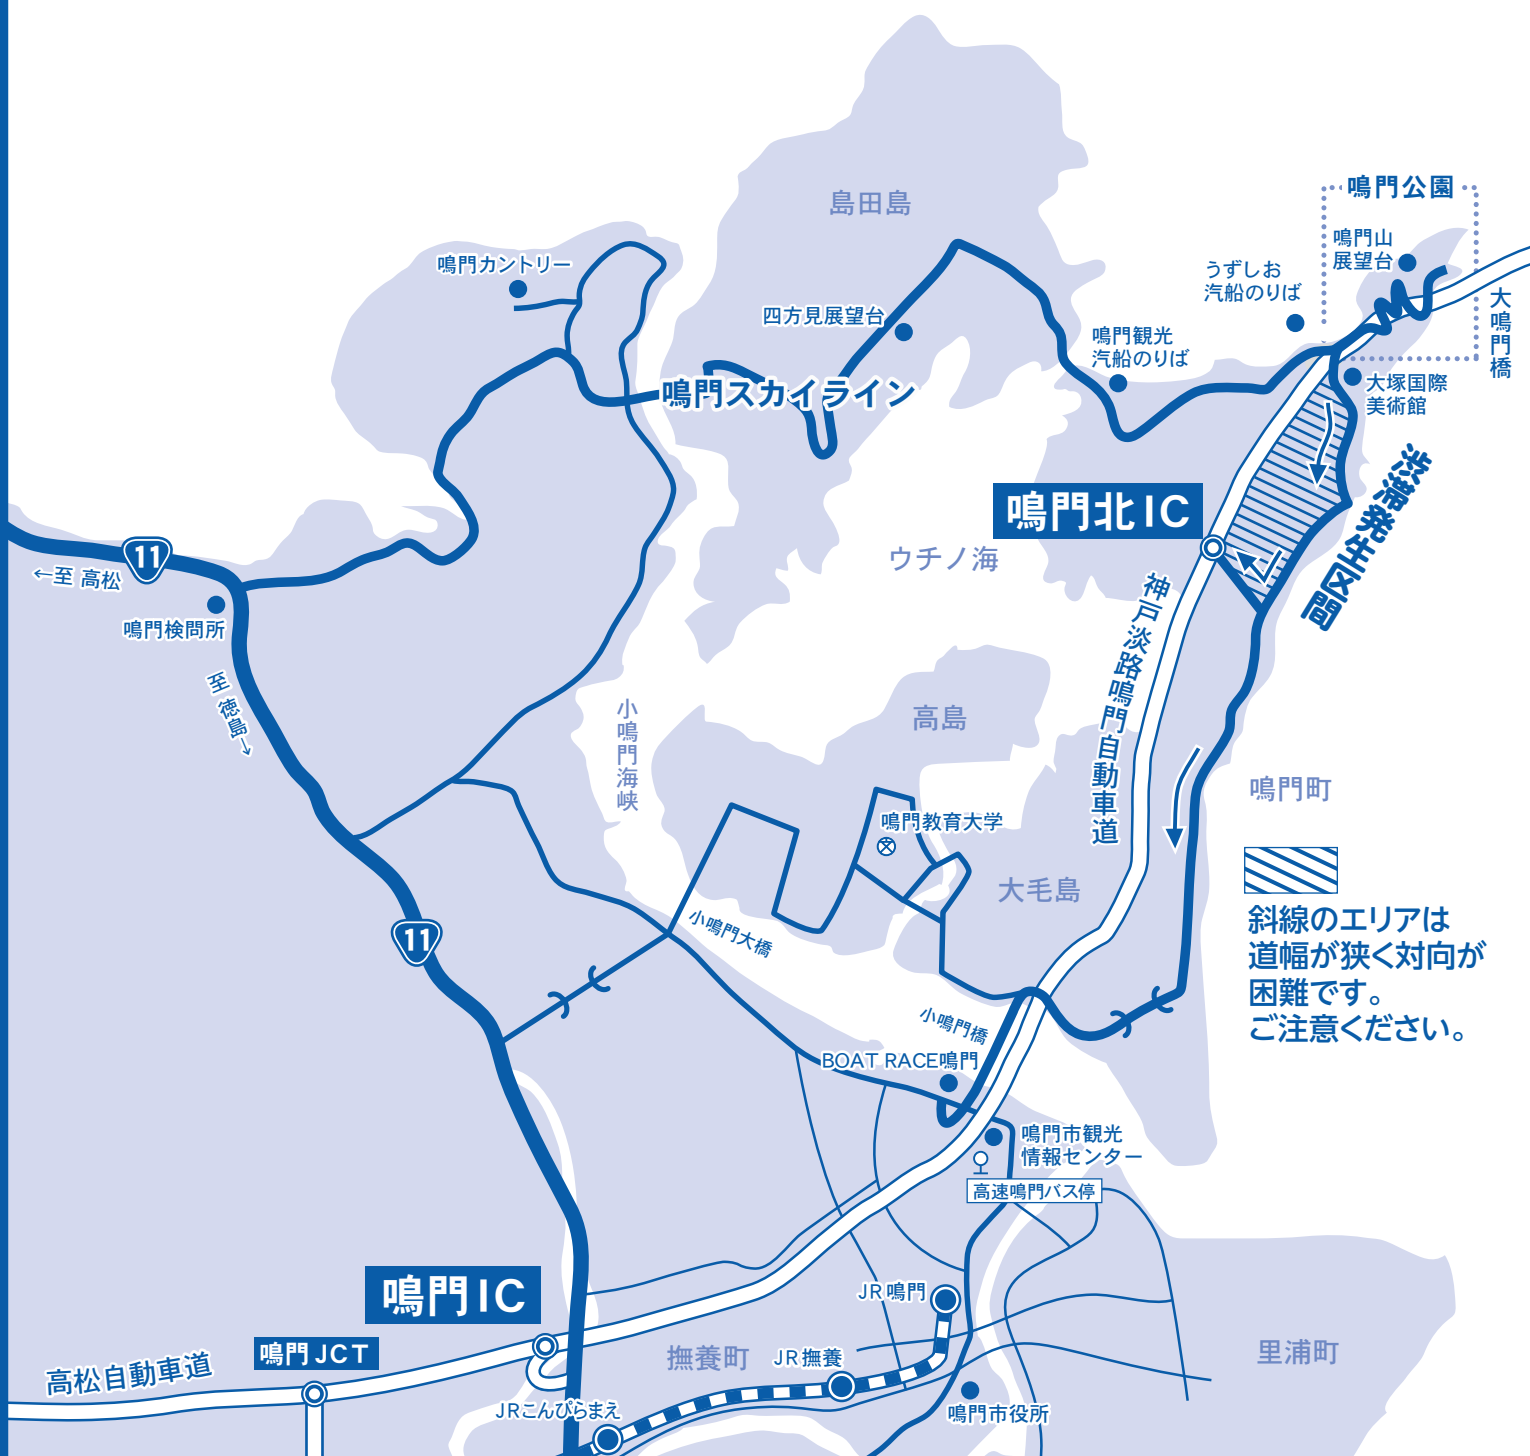 島田島
鳴門公園
鳴門山
展望台
うずしお
汽船のりば
大鳴門橋
鳴門カントリー
四方見展望台
鳴門観光
汽船のりば
大塚国際
美術館
鳴門スカイライン
渋滞発生区間
鳴門北IC
ウチノ海
11
←至 高松
鳴門検問所
至 徳島→
神戸淡路鳴門自動車道
小鳴門海峡
高島
鳴門町
鳴門教育大学
大毛島
斜線のエリアは
道幅が狭く対向が
困難です。
ご注意ください。
11
小鳴門大橋
小鳴門橋
BOAT RACE鳴門
鳴門市観光
情報センター
高速鳴門バス停
鳴門IC
JR鳴門
鳴門JCT
高松自動車道
撫養町
JR撫養
里浦町
JRこんぴらまえ
鳴門市役所